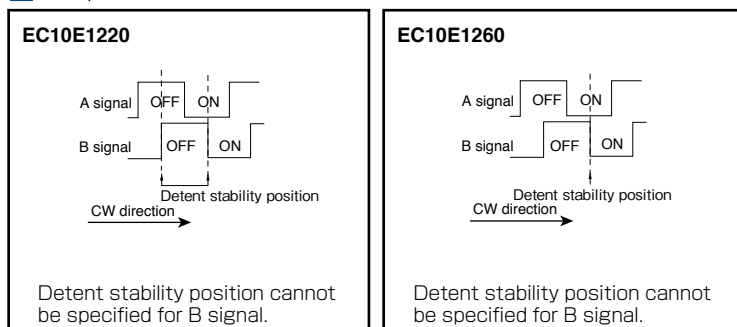 EC10E1220
A signal OFF ON
B signal OFF ON
Detent stability position
CW direction
Detent stability position cannot
be specified for B signal.
EC10E1260
A signal OFF ON
B signal OFF ON
Detent stability position
CW direction
Detent stability position cannot
be specified for B signal.